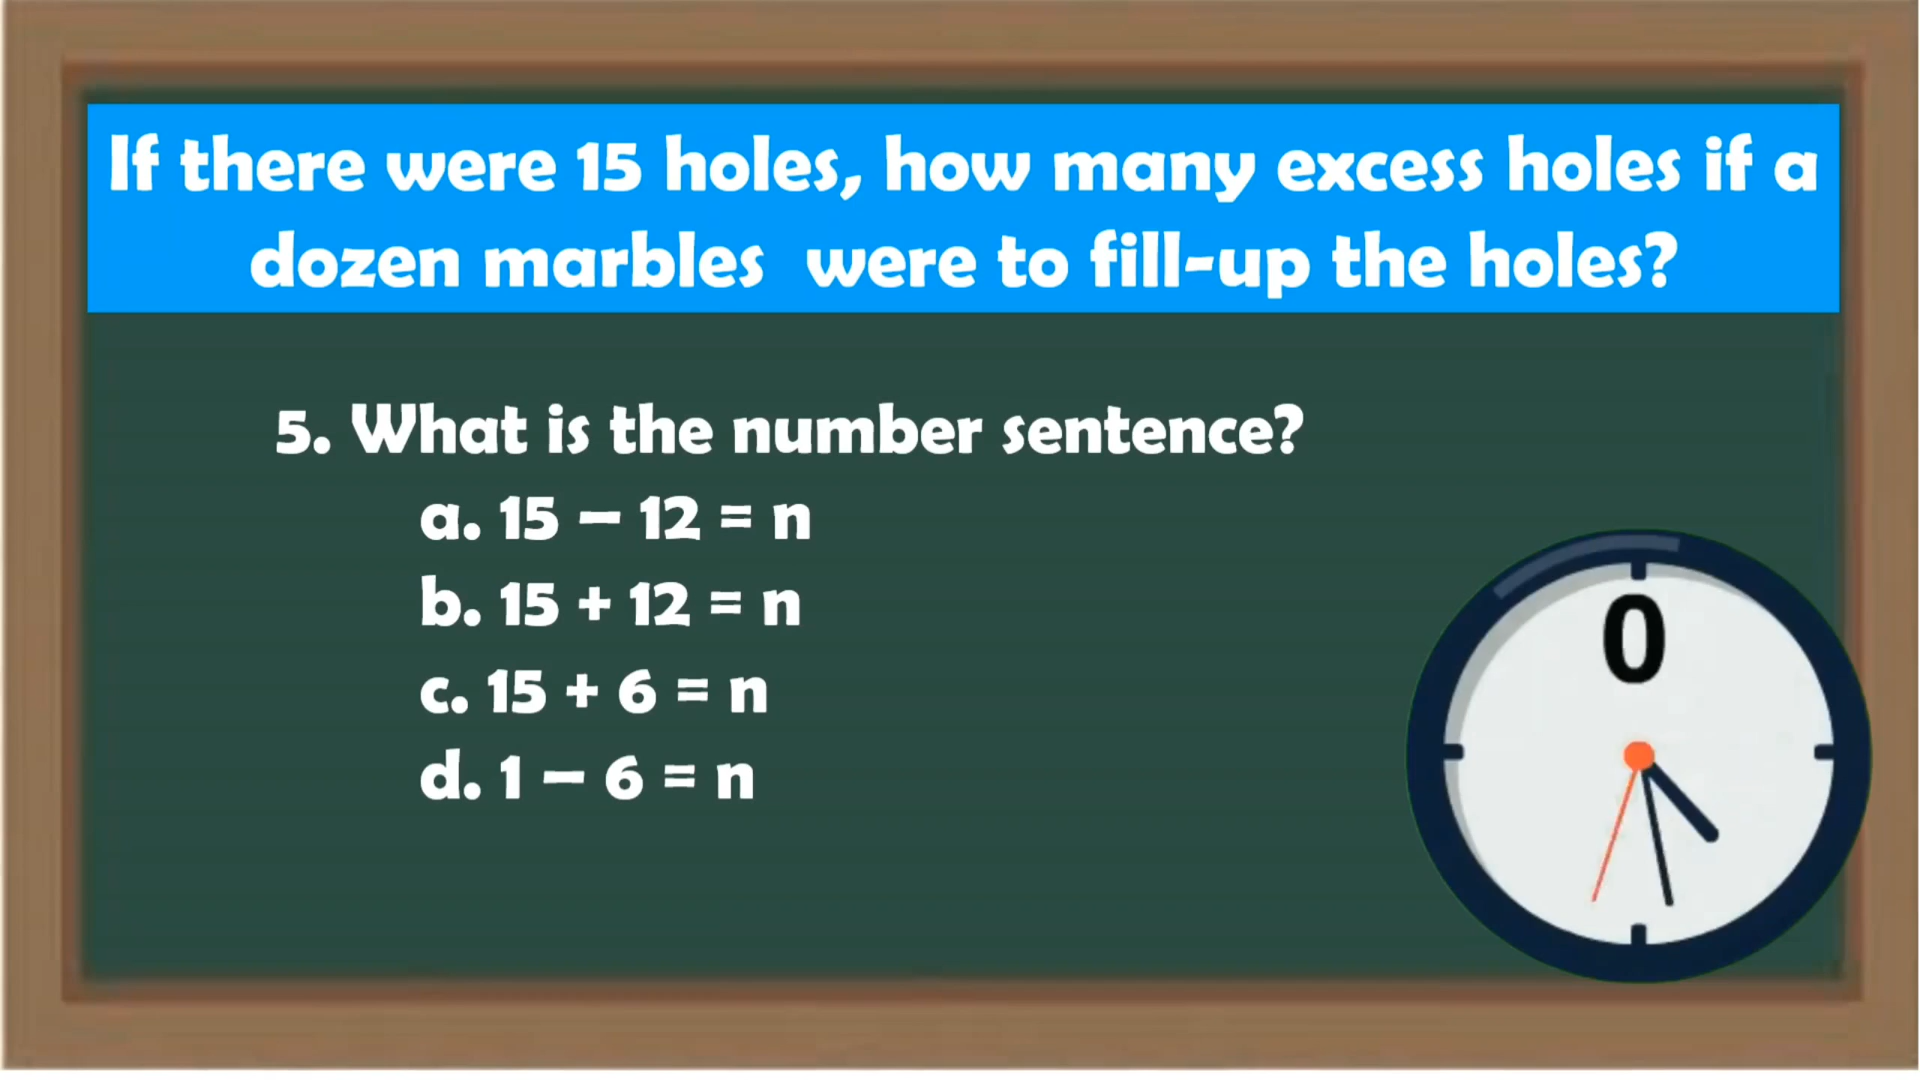 If there were 15 holes, how many excess holes if a
dozen marbles were to fill-up the holes?
5. What is the number sentence?
a. 15 – 12 = n
b. 15 + 12 = n
c. 15 + 6 = n
d. 1 – 6 = n
0